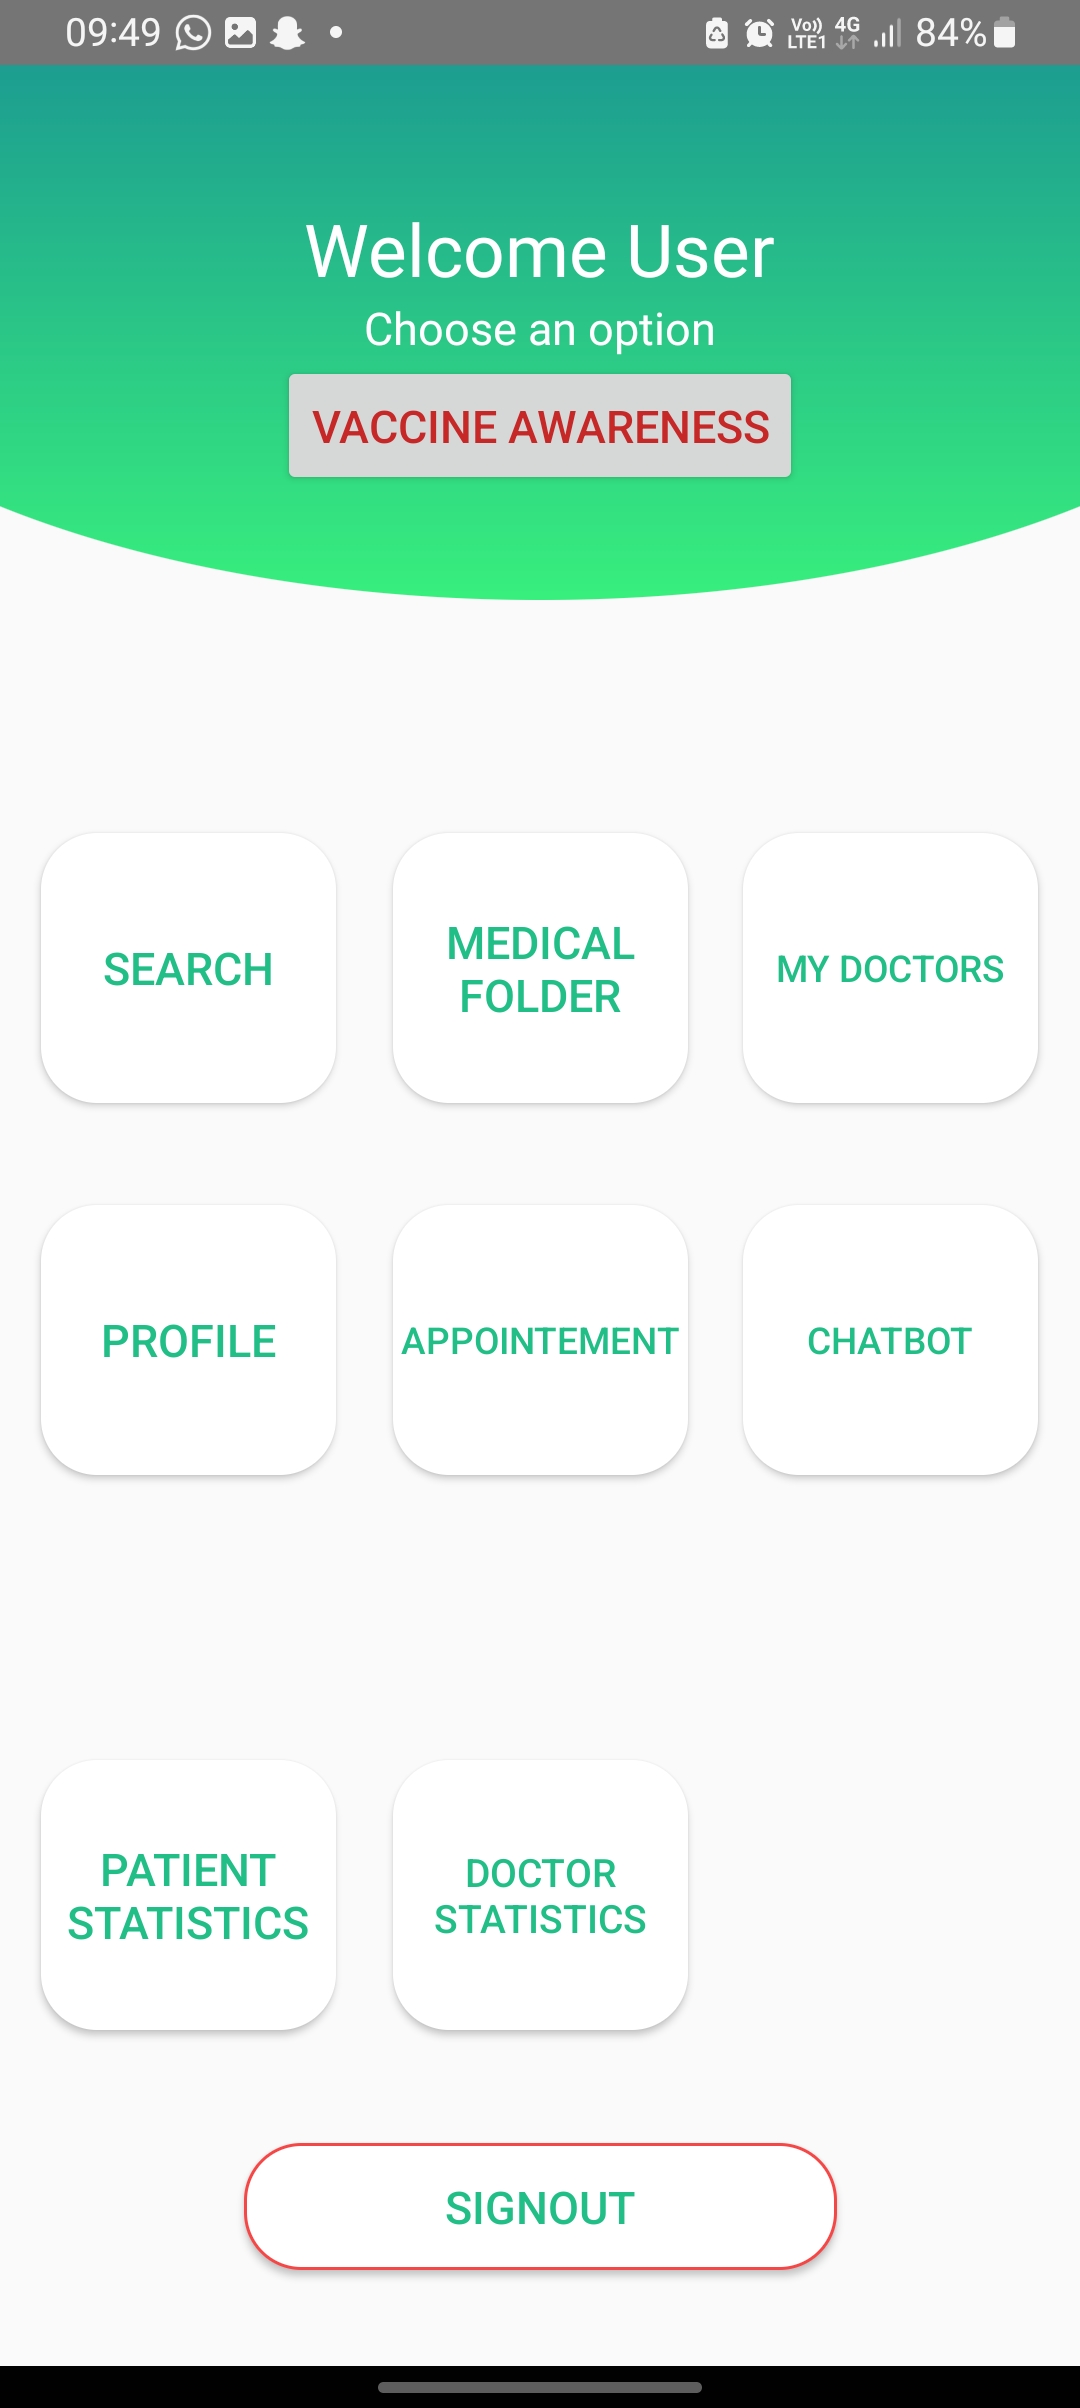 09:49 Vo)) LTE1 4G 84%
Welcome User
Choose an option
VACCINE AWARENESS
SEARCH
MEDICAL
FOLDER
MY DOCTORS
PROFILE
APPOINTEMENT
CHATBOT
PATIENT
STATISTICS
DOCTOR
STATISTICS
SIGNOUT